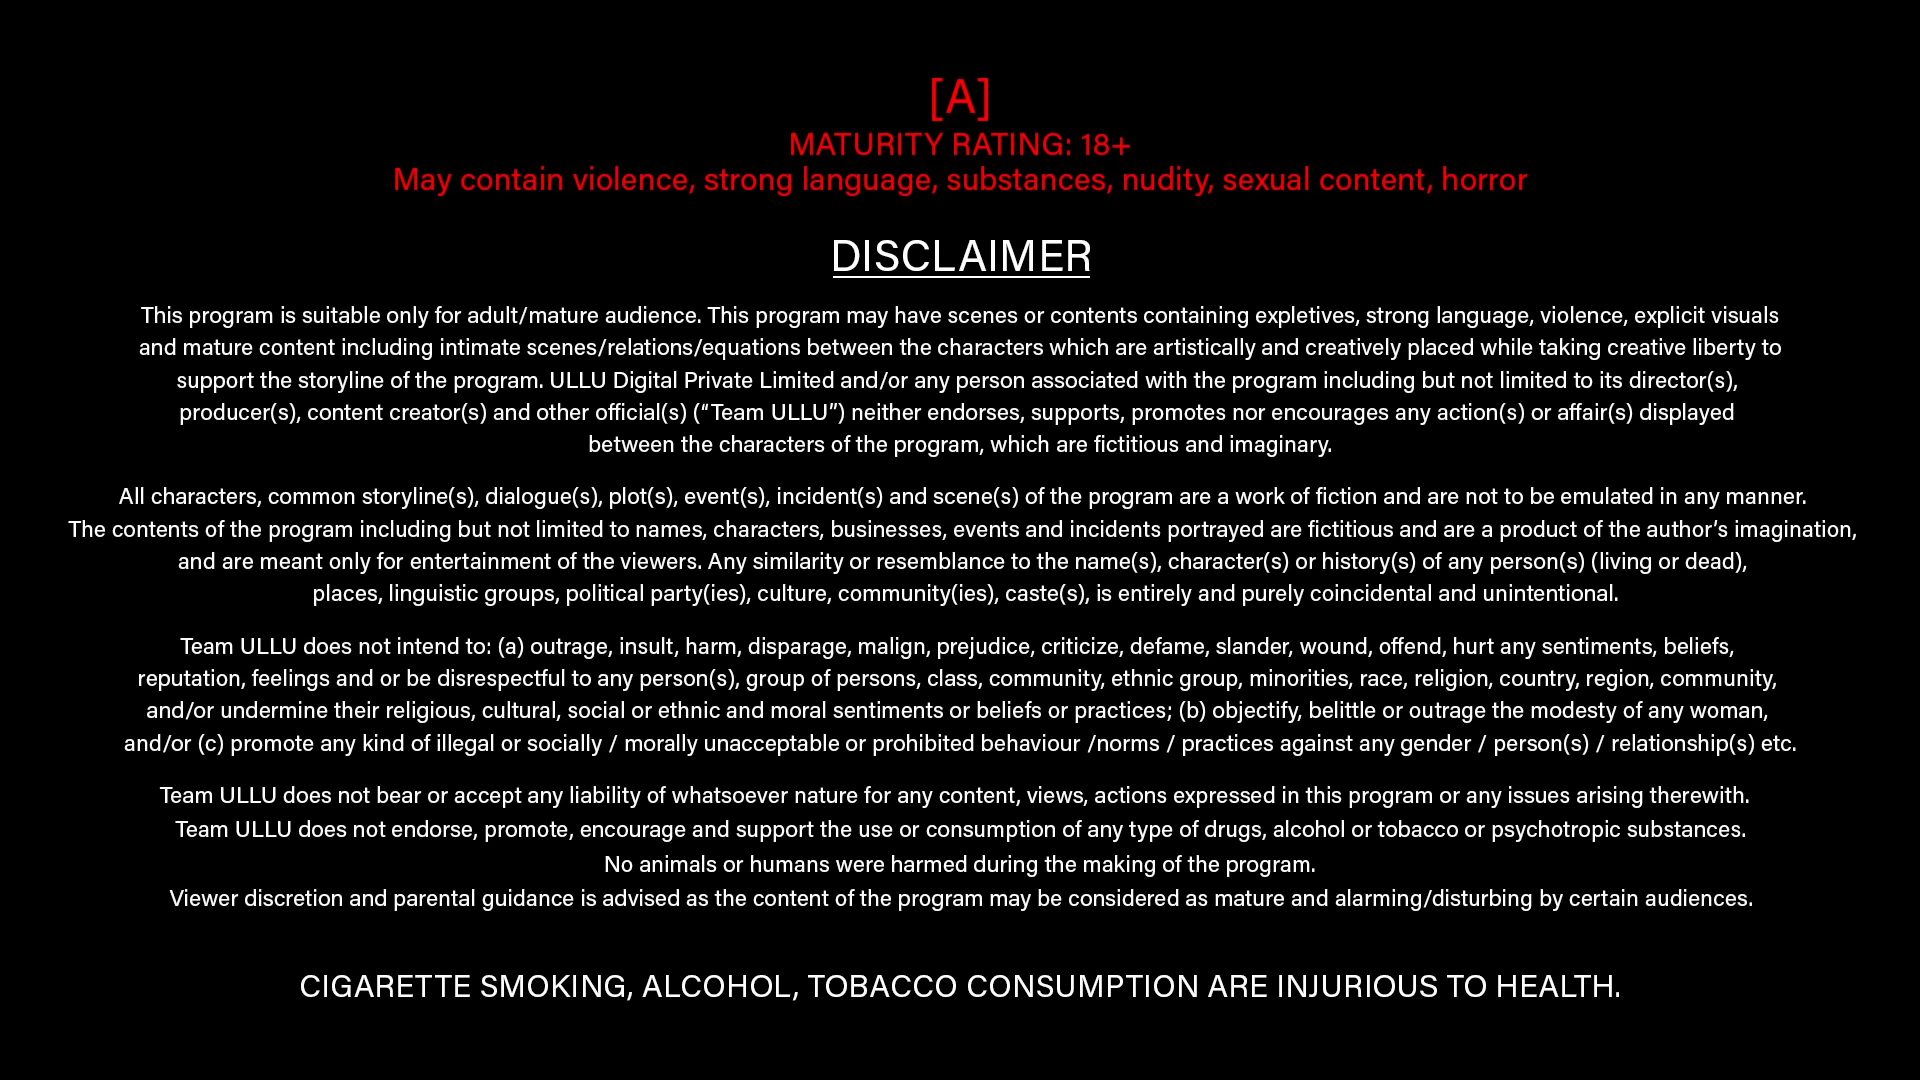 [A]
MATURITY RATING: 18+
May contain violence, strong language, substances, nudity, sexual content, horror
DISCLAIMER
This program is suitable only for adult/mature audience. This program may have scenes or contents containing expletives, strong language, violence, explicit visuals
and mature content including intimate scenes/relations/equations between the characters which are artistically and creatively placed while taking creative liberty to
support the storyline of the program. ULLU Digital Private Limited and/or any person associated with the program including but not limited to its director(s),
producer(s), content creator(s) and other official(s) (“Team ULLU”) neither endorses, supports, promotes nor encourages any action(s) or affair(s) displayed
between the characters of the program, which are fictitious and imaginary.
All characters, common storyline(s), dialogue(s), plot(s), event(s), incident(s) and scene(s) of the program are a work of fiction and are not to be emulated in any manner.
The contents of the program including but not limited to names, characters, businesses, events and incidents portrayed are fictitious and are a product of the author’s imagination,
and are meant only for entertainment of the viewers. Any similarity or resemblance to the name(s), character(s) or history(s) of any person(s) (living or dead),
places, linguistic groups, political party(ies), culture, community(ies), caste(s), is entirely and purely coincidental and unintentional.
Team ULLU does not intend to: (a) outrage, insult, harm, disparage, malign, prejudice, criticize, defame, slander, wound, offend, hurt any sentiments, beliefs,
reputation, feelings and or be disrespectful to any person(s), group of persons, class, community, ethnic group, minorities, race, religion, country, region, community,
and/or undermine their religious, cultural, social or ethnic and moral sentiments or beliefs or practices; (b) objectify, belittle or outrage the modesty of any woman,
and/or (c) promote any kind of illegal or socially / morally unacceptable or prohibited behaviour /norms / practices against any gender / person(s) / relationship(s) etc.
Team ULLU does not bear or accept any liability of whatsoever nature for any content, views, actions expressed in this program or any issues arising therewith.
Team ULLU does not endorse, promote, encourage and support the use or consumption of any type of drugs, alcohol or tobacco or psychotropic substances.
No animals or humans were harmed during the making of the program.
Viewer discretion and parental guidance is advised as the content of the program may be considered as mature and alarming/disturbing by certain audiences.
CIGARETTE SMOKING, ALCOHOL, TOBACCO CONSUMPTION ARE INJURIOUS TO HEALTH.